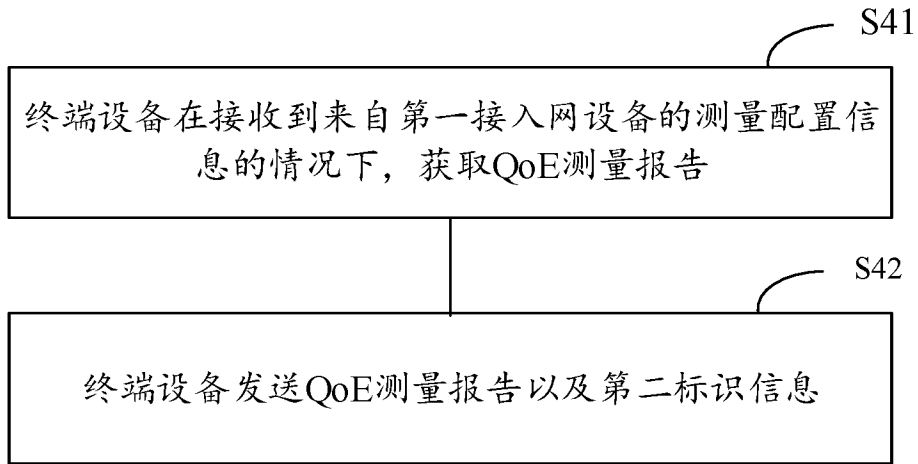 S41
终端设备在接收到来自第一接入网设备的测量配置信
息的情况下，获取QoE测量报告
S42
终端设备发送QoE测量报告以及第二标识信息